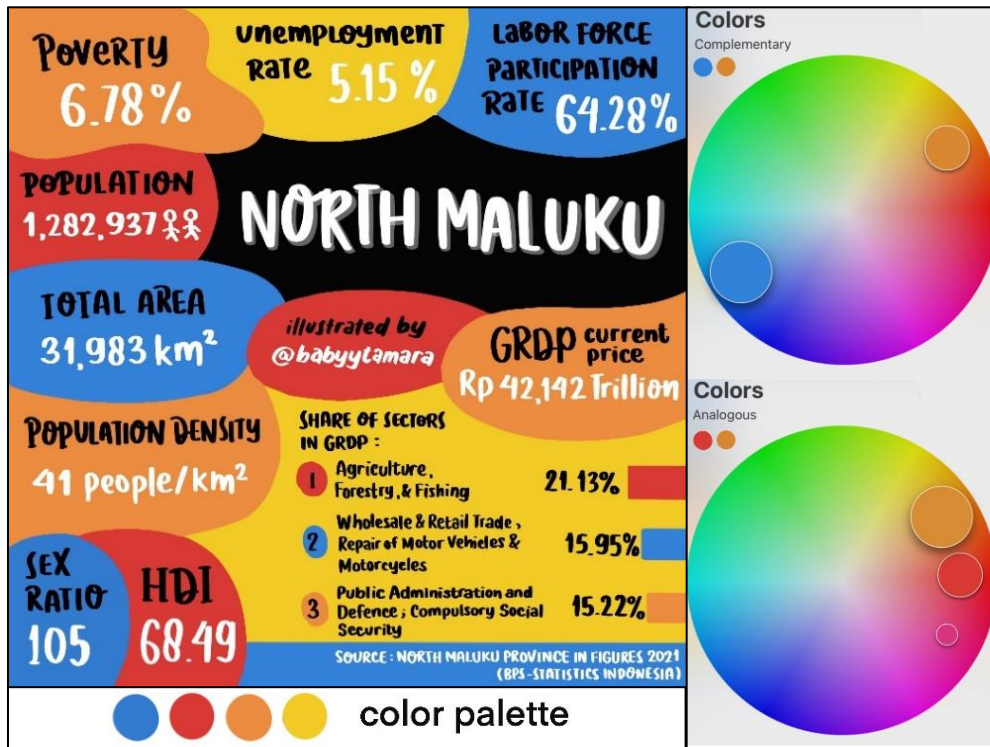 POVERTY
6.78%
UNEMPLOYMENT
RATE 5.15 %
LABOR FORCE
PARTICIPATION
RATE 64.28%
POPULATION
1,282,937
NORTH MALUKU
TOTAL AREA
31,983 km²
illustrated by
@babyytamara
GRDP current
price
Rp 42,142 Trillion
POPULATION DENSITY
41 people/km²
SHARE OF SECTORS
IN GRDP :
1 Agriculture,
Forestry, & Fishing 21.13%
2 Wholesale & Retail Trade ,
Repair of Motor Vehicles &
Motorcycles 15.95%
3 Public Administration and
Defence ; Compulsory Social
Security 15.22%
SEX
RATIO
105
HDI
68.49
SOURCE : NORTH MALUKU PROVINCE IN FIGURES 2021
(BPS-STATISTICS INDONESIA)
color palette
Colors
Complementary
Colors
Analogous